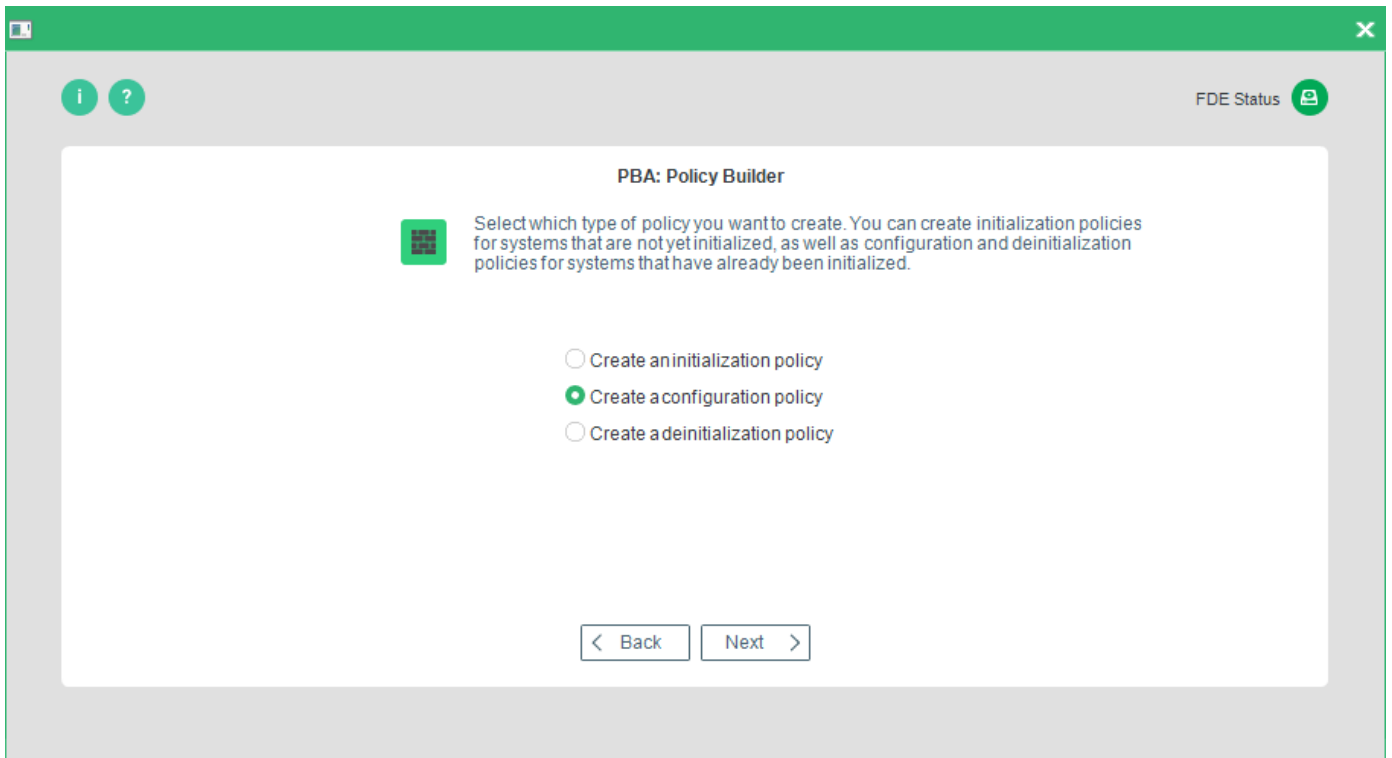 i ? FDE Status
PBA: Policy Builder
Select which type of policy you want to create. You can create initialization policies
for systems that are not yet initialized, as well as configuration and deinitialization
policies for systems that have already been initialized.
Create an initialization policy
Create a configuration policy
Create a deinitialization policy
Back Next